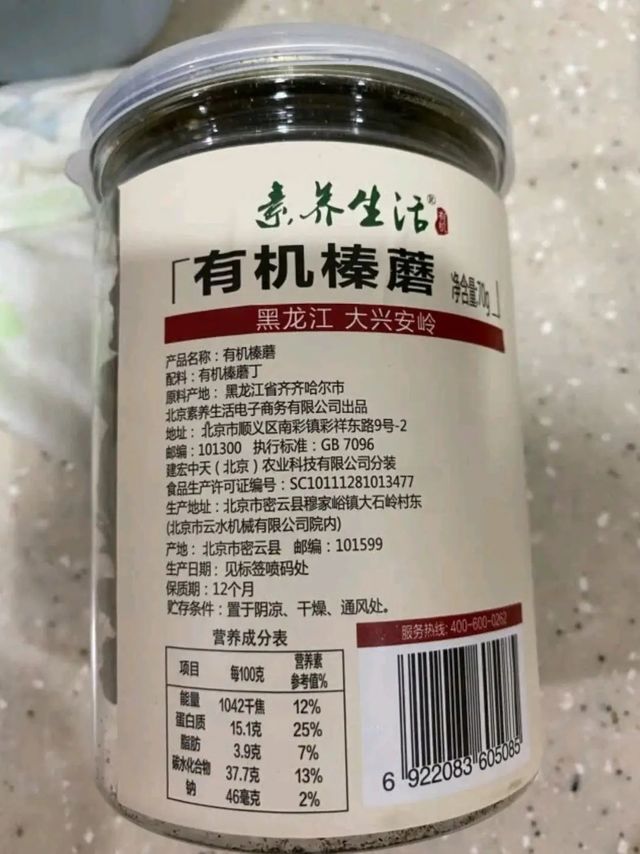 素养生活®
有机
「有机榛蘑 净含量:70g」
黑龙江 大兴安岭
产品名称：有机榛蘑
配料：有机榛蘑丁
原料产地： 黑龙江省齐齐哈尔市
北京素养生活电子商务有限公司出品
地址： 北京市顺义区南彩镇彩祥东路9号-2
邮编：101300 执行标准：GB 7096
建宏中天（北京）农业科技有限公司分装
食品生产许可证编号：SC10111281013477
生产地址：北京市密云县穆家峪镇大石岭村东
(北京市云水机械有限公司院内)
产地： 北京市密云县 邮编：101599
生产日期： 见标签喷码处
保质期：12个月
贮存条件：置于阴凉、干燥、通风处。
服务热线: 400-600-0262
营养成分表
项目 每100克 营养素参考值%
能量 1042千焦 12%
蛋白质 15.1克 25%
脂肪 3.9克 7%
碳水化合物 37.7克 13%
钠 46毫克 2%
6 922083 605085